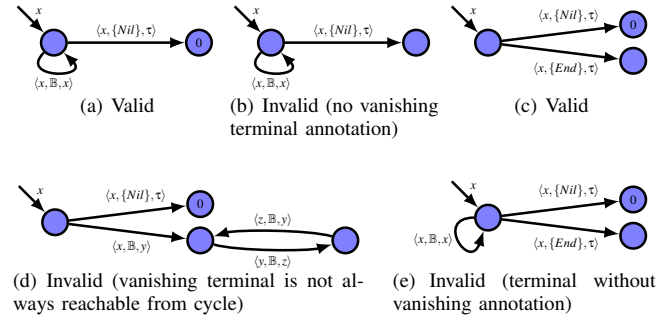 x
⟨x, {Nil}, τ⟩
0
⟨x, 𝔹, x⟩
(a) Valid
x
⟨x, {Nil}, τ⟩
⟨x, 𝔹, x⟩
(b) Invalid (no vanishing
terminal annotation)
x
⟨x, {Nil}, τ⟩
0
⟨x, {End}, τ⟩
(c) Valid
x
⟨x, {Nil}, τ⟩
0
⟨x, 𝔹, y⟩
⟨z, 𝔹, y⟩
⟨y, 𝔹, z⟩
(d) Invalid (vanishing terminal is not al-
ways reachable from cycle)
x
⟨x, {Nil}, τ⟩
0
⟨x, 𝔹, x⟩
⟨x, {End}, τ⟩
(e) Invalid (terminal without
vanishing annotation)